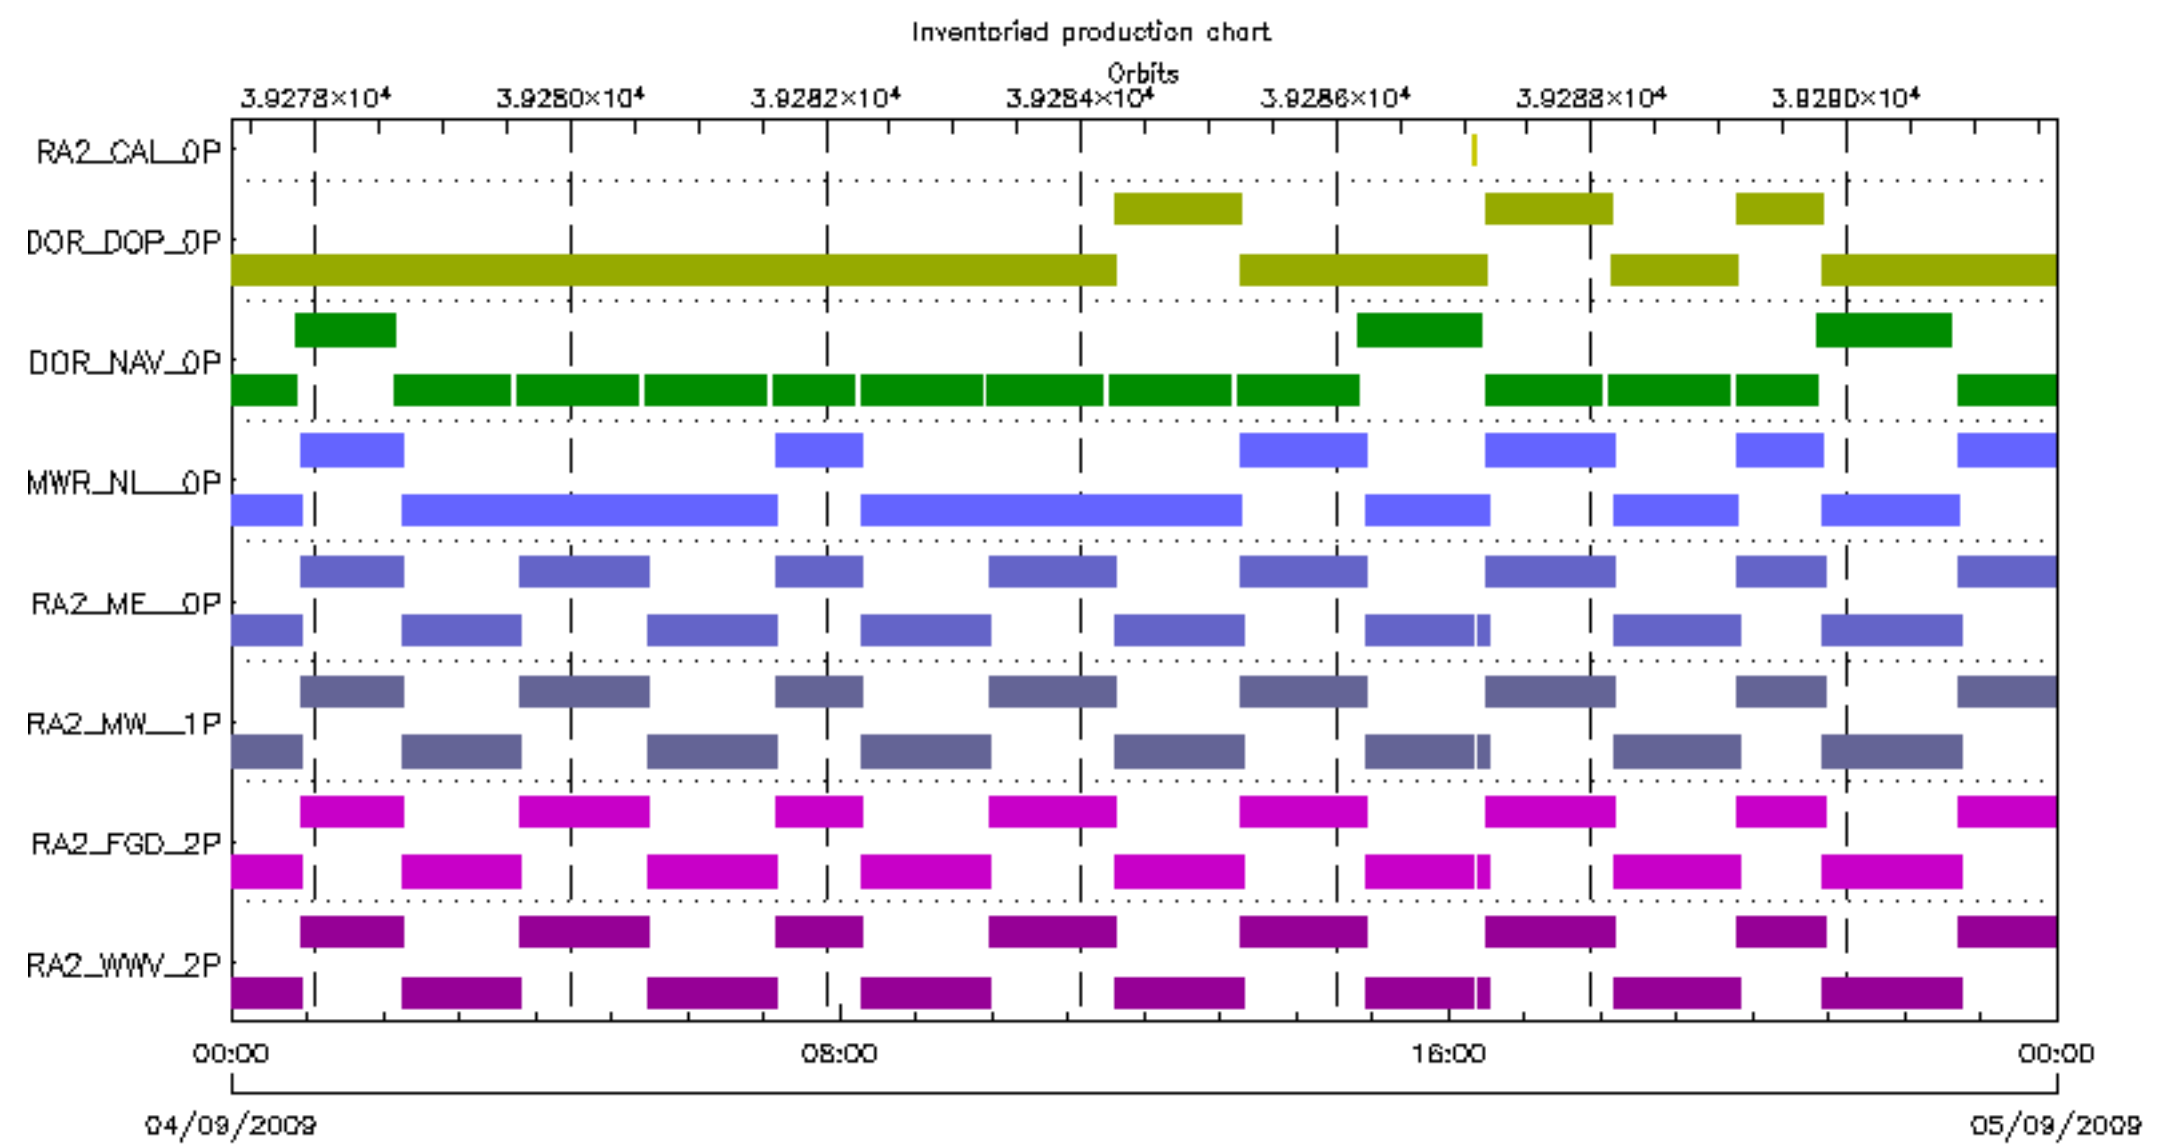 Inventoried production chart
Orbits
3.9278×10⁴ 3.9280×10⁴ 3.9282×10⁴ 3.9284×10⁴ 3.9286×10⁴ 3.9288×10⁴ 3.9290×10⁴
RA2_CAL_0P
DOR_DOP_0P
DOR_NAV_0P
MWR_NL__0P
RA2_ME__0P
RA2_MW__1P
RA2_FGD_2P
RA2_WWV_2P
00:00 08:00 16:00 00:00
04/09/2009 05/09/2009